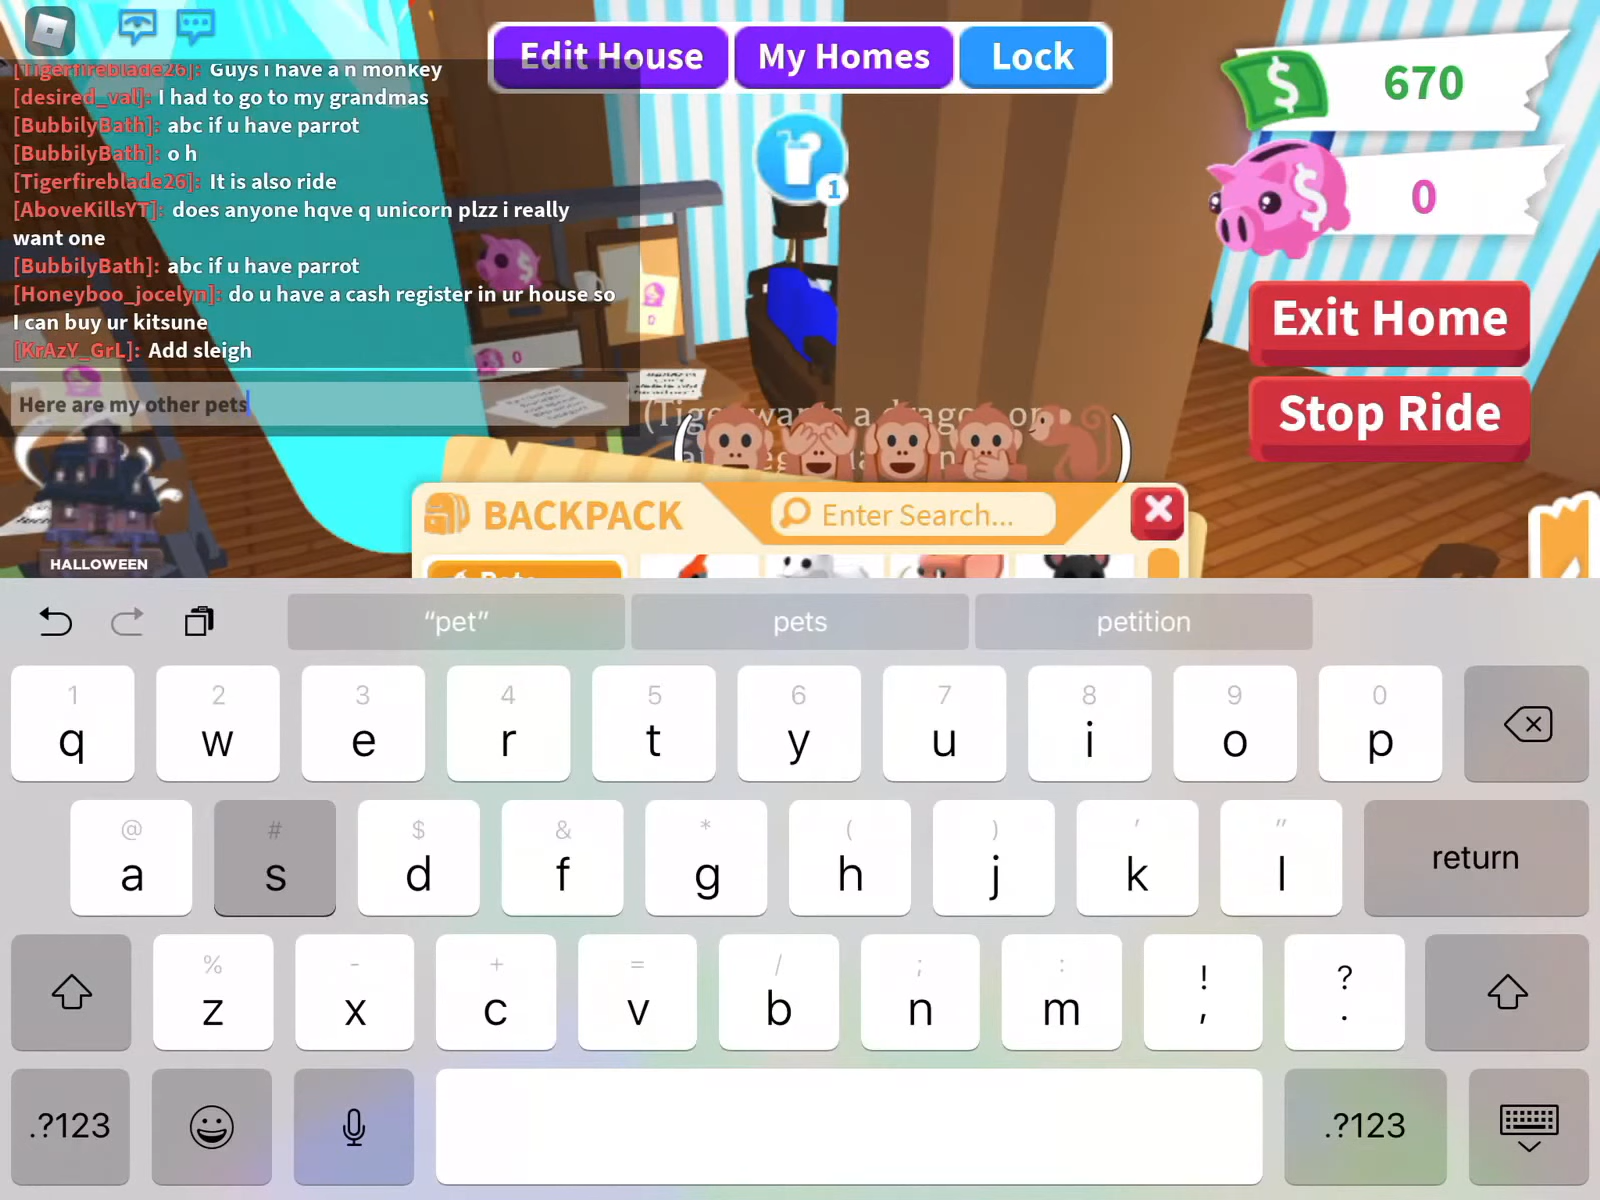 Edit House
My Homes
Lock
670
0
[Tigerfireblade26]: Guys I have a n monkey
[desired_val]: I had to go to my grandmas
[BubbilyBath]: abc if u have parrot
[BubbilyBath]: o h
[Tigerfireblade26]: It is also ride
[AboveKillsYT]: does anyone hqve q unicorn plzz i really
want one
[BubbilyBath]: abc if u have parrot
[Honeyboo_jocelyn]: do u have a cash register in ur house so
I can buy ur kitsune
[KrAzY_GrL]: Add sleigh
Here are my other pets
1
0
0
Exit Home
Stop Ride
HALLOWEEN
BACKPACK
Enter Search...
Pets
“pet”
pets
petition
1 2 3 4 5 6 7 8 9 0
q w e r t y u i o p
@ # $ & * ( ) ' "
a s d f g h j k l return
% - + = / ; : ! ?
z x c v b n m , .
.?123 .?123